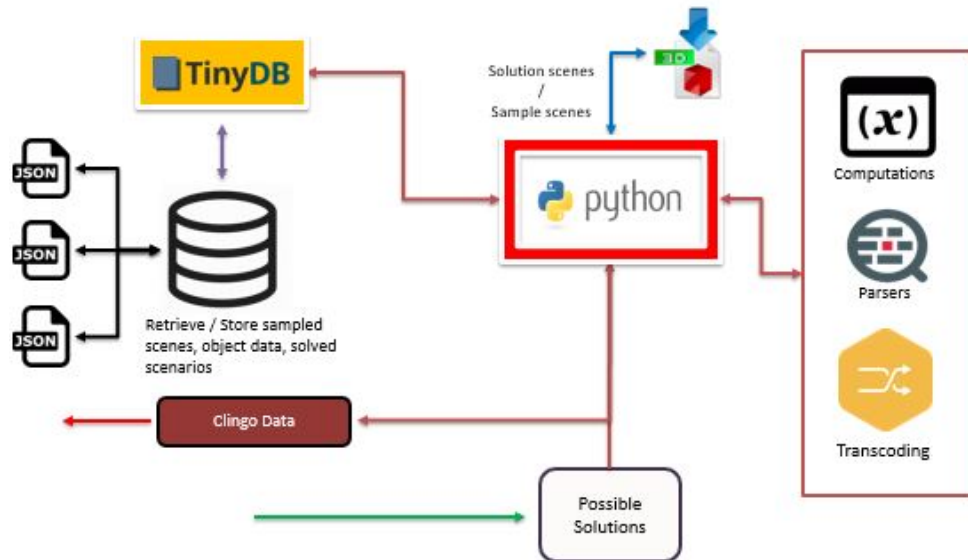 TinyDB
Solution scenes
/
Sample scenes
3D
JSON
JSON
JSON
python
(x)
Computations
Parsers
Transcoding
Retrieve / Store sampled
scenes, object data, solved
scenarios
Clingo Data
Possible
Solutions